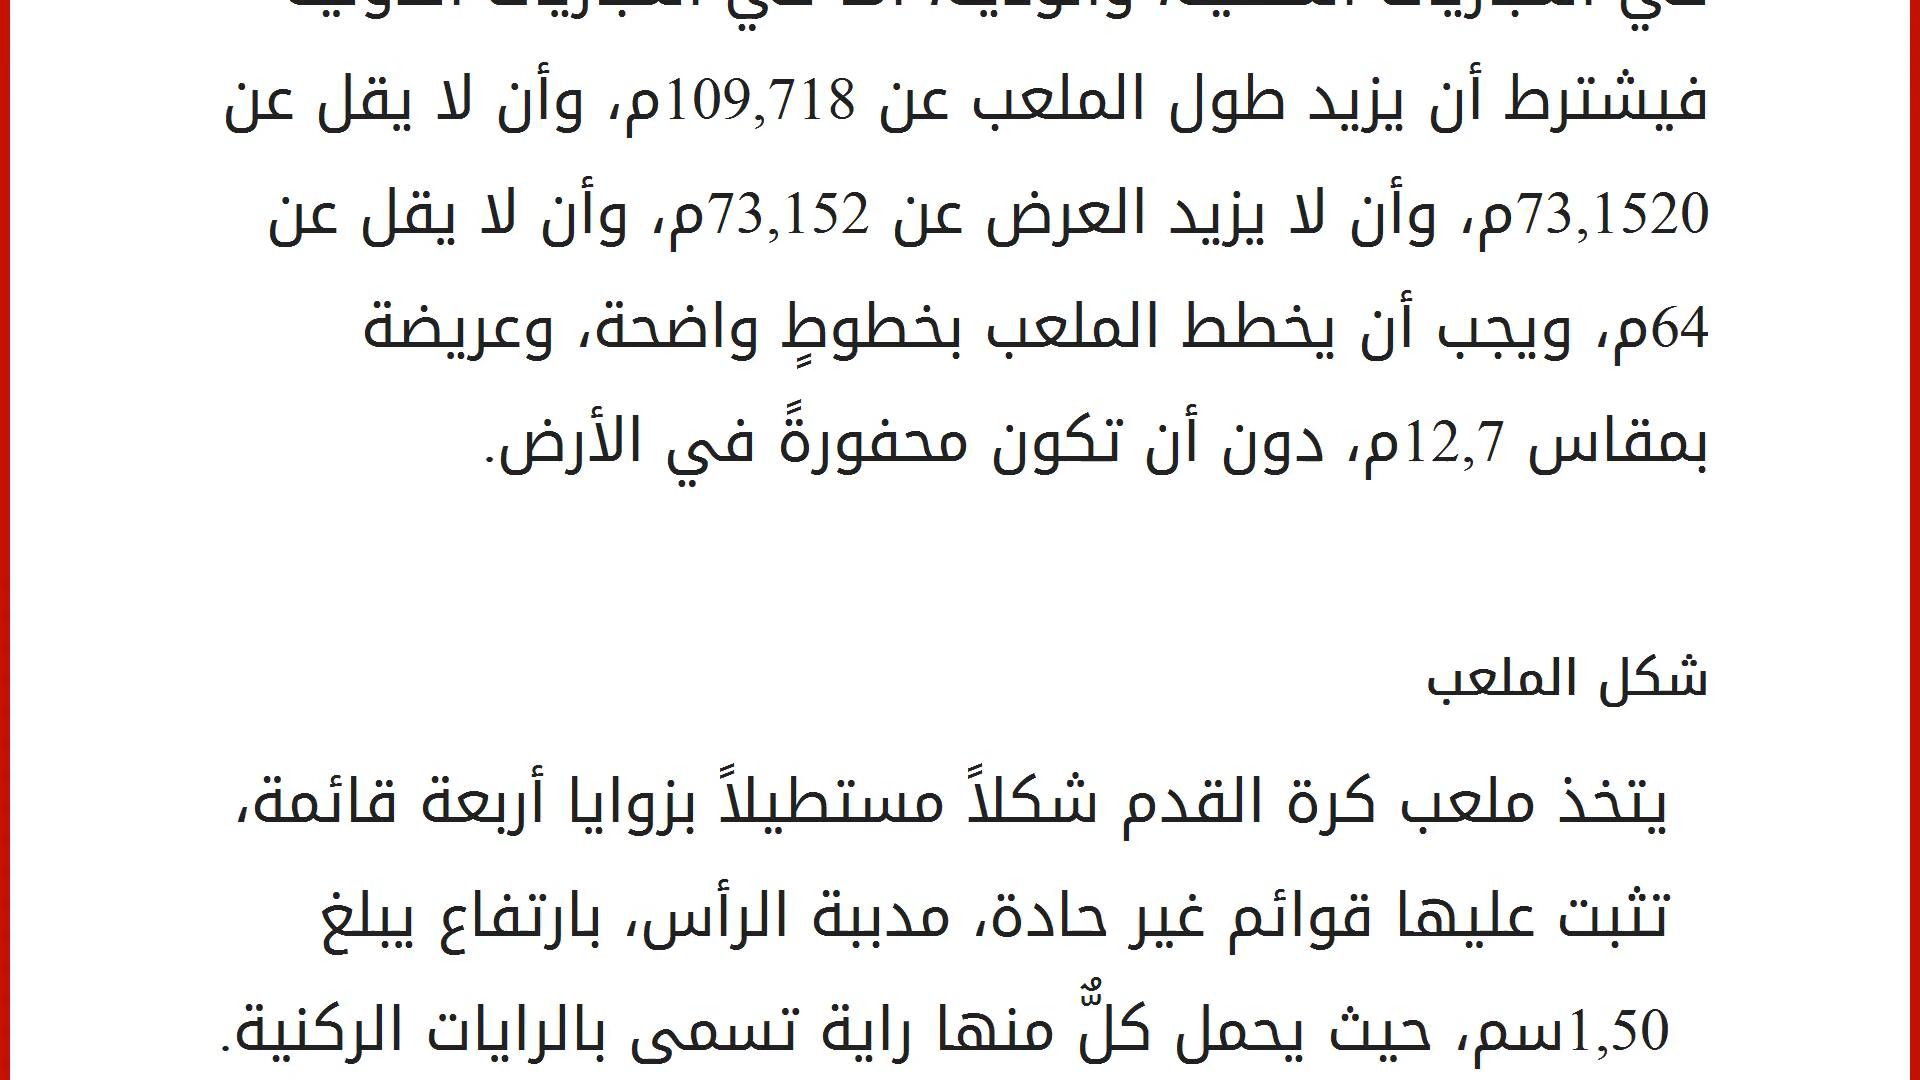 فيشترط أن يزيد طول الملعب عن 109,718م، وأن لا يقل عن
73,1520م، وأن لا يزيد العرض عن 73,152م، وأن لا يقل عن
64م، ويجب أن يخطط الملعب بخطوطٍ واضحة، وعريضة
بمقاس 12,7م، دون أن تكون محفورةً في الأرض.
شكل الملعب
يتخذ ملعب كرة القدم شكلاً مستطيلاً بزوايا أربعة قائمة،
تثبت عليها قوائم غير حادة، مدببة الرأس، بارتفاع يبلغ
1,50سم، حيث يحمل كلٌّ منها راية تسمى بالرايات الركنية.